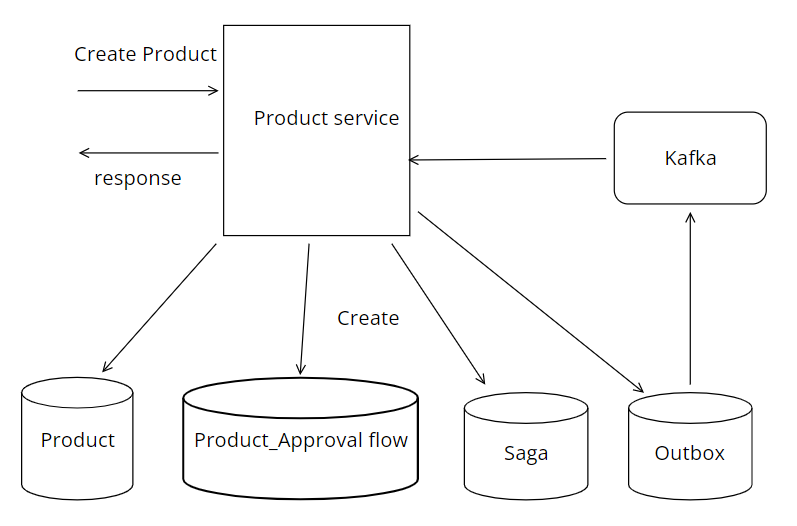 Create Product
Product service
Kafka
response
Create
Product
Product_Approval flow
Saga
Outbox